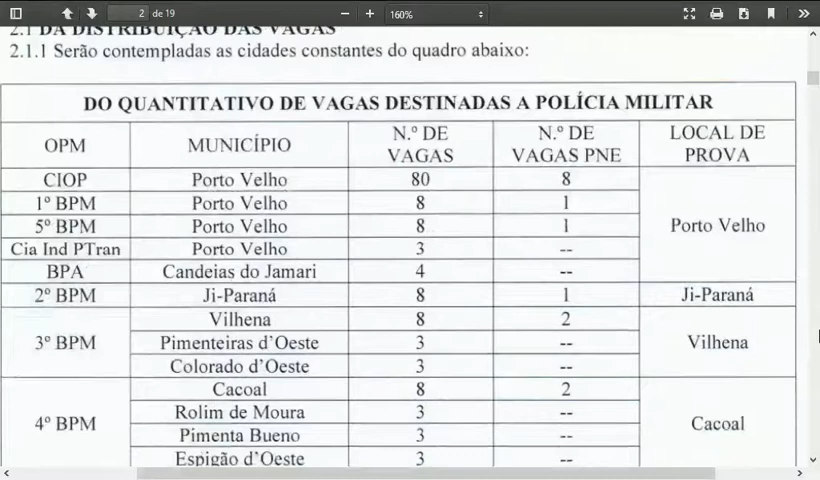 2 de 19
160%
2.1 DA DISTRIBUIÇÃO DAS VAGAS
2.1.1 Serão contempladas as cidades constantes do quadro abaixo:
DO QUANTITATIVO DE VAGAS DESTINADAS A POLÍCIA MILITAR
OPM MUNICÍPIO N.º DE VAGAS N.º DE VAGAS PNE LOCAL DE PROVA
CIOP Porto Velho 80 8
1º BPM Porto Velho 8 1
5º BPM Porto Velho 8 1 Porto Velho
Cia Ind PTran Porto Velho 3 --
BPA Candeias do Jamari 4 --
2º BPM Ji-Paraná 8 1 Ji-Paraná
Vilhena 8 2
3º BPM Pimenteiras d’Oeste 3 -- Vilhena
Colorado d’Oeste 3 --
Cacoal 8 2
Rolim de Moura 3 --
4º BPM Pimenta Bueno 3 -- Cacoal
Espigão d’Oeste 3 --